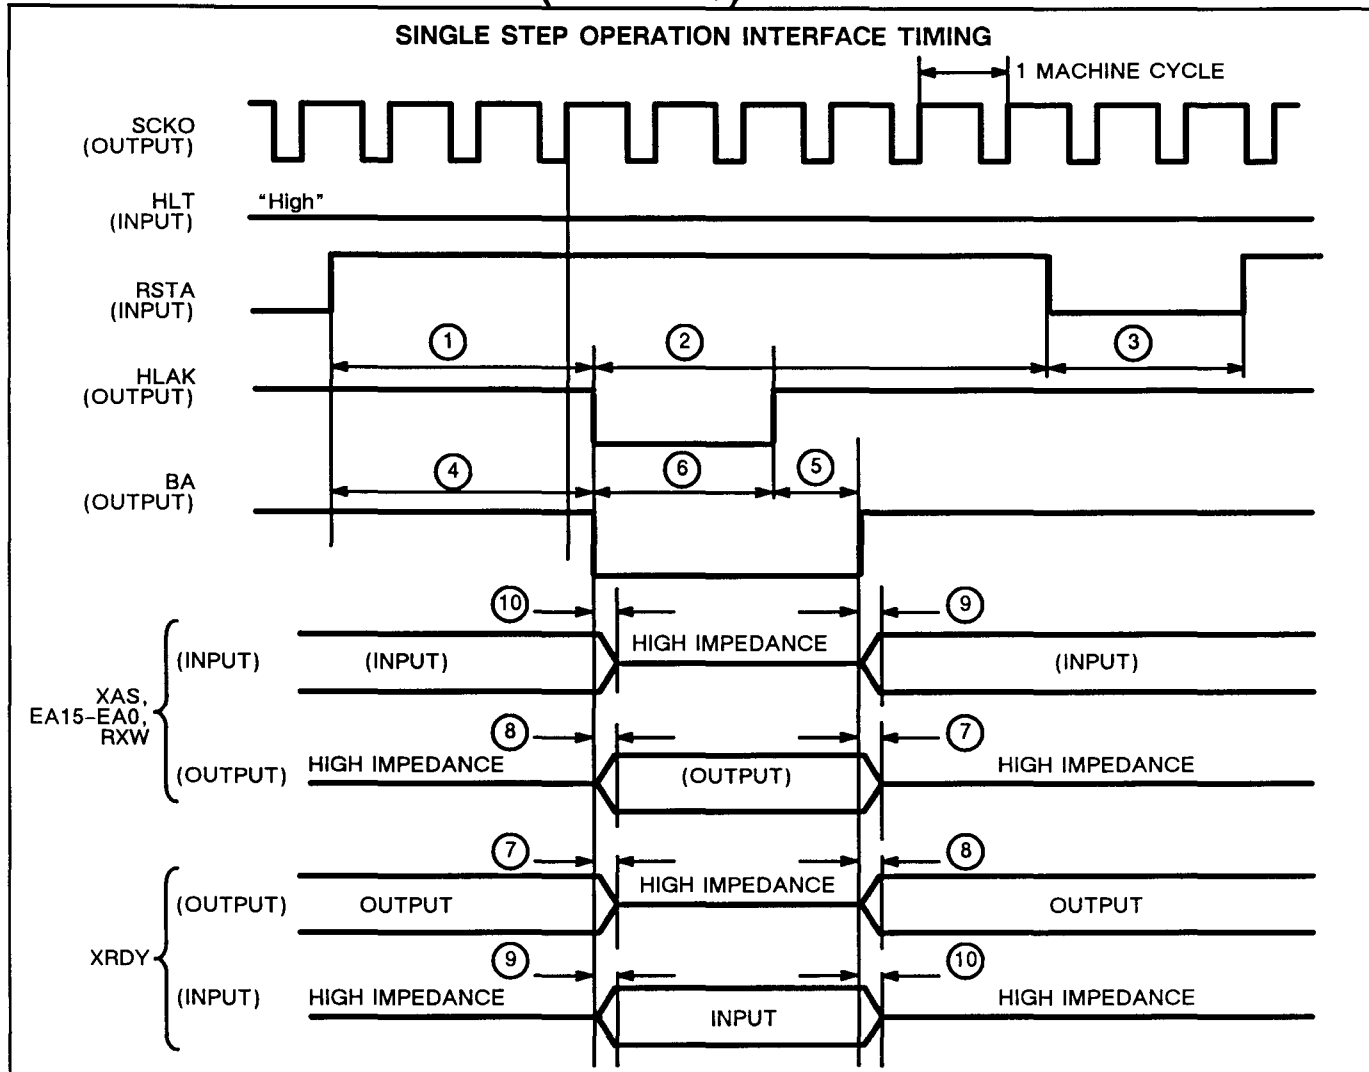 SINGLE STEP OPERATION INTERFACE TIMING
1 MACHINE CYCLE
SCKO
(OUTPUT)
HLT
(INPUT)
"High"
RSTA
(INPUT)
1
2
3
HLAK
(OUTPUT)
4
6
5
BA
(OUTPUT)
10
9
(INPUT)
(INPUT)
HIGH IMPEDANCE
(INPUT)
XAS,
EA15-EA0,
RXW
8
7
(OUTPUT)
HIGH IMPEDANCE
(OUTPUT)
HIGH IMPEDANCE
7
8
(OUTPUT)
OUTPUT
HIGH IMPEDANCE
OUTPUT
XRDY
9
10
(INPUT)
HIGH IMPEDANCE
INPUT
HIGH IMPEDANCE